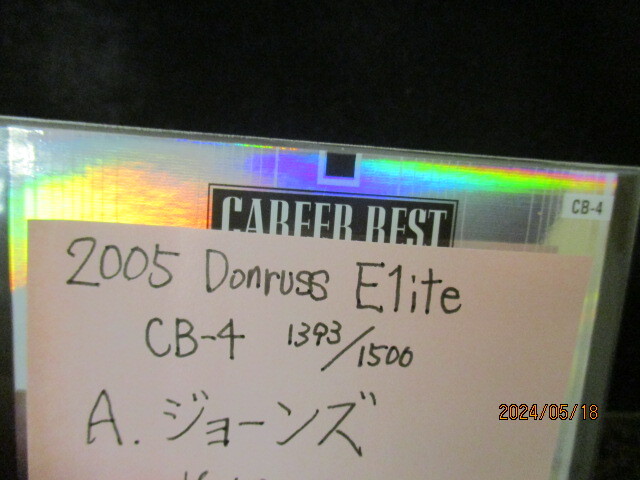 CB-4
CAREER BEST
2005 Donruss Elite
CB-4 1393/1500
A. ジョーンズ
2024/05/18